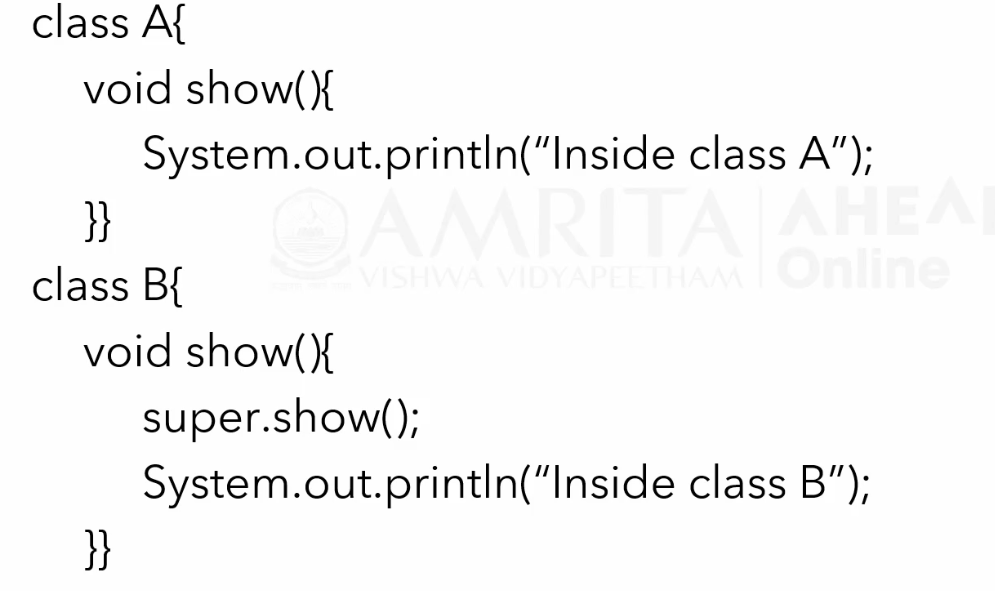 class A{
void show(){
System.out.println(“Inside class A”);
}}
AMRITA
VISHWA VIDYAPEETHAM
Online
class B{
void show(){
super.show();
System.out.println(“Inside class B”);
}}